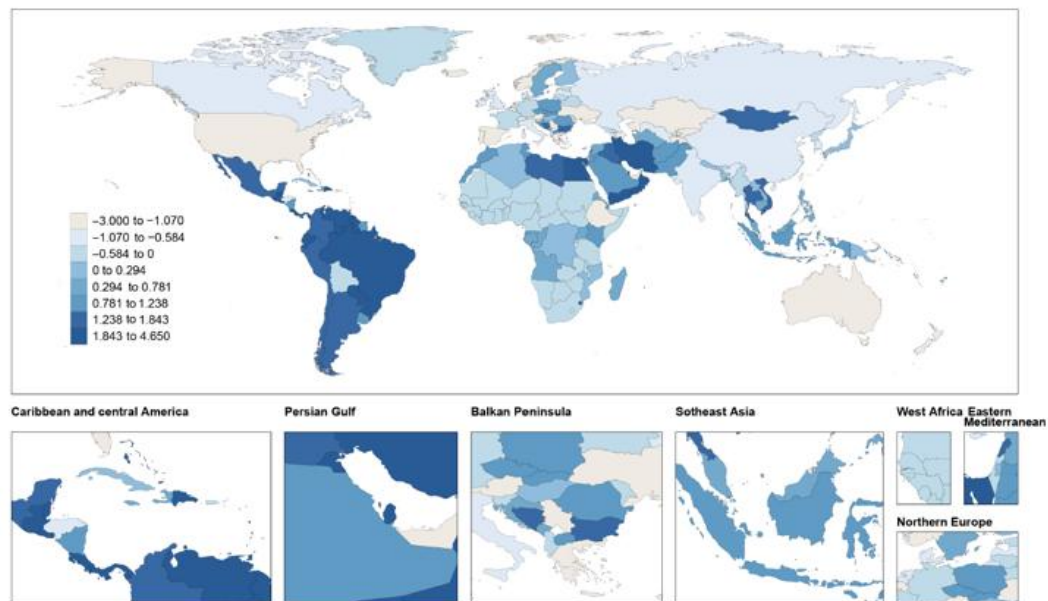 −3.000 to −1.070
−1.070 to −0.584
−0.584 to 0
0 to 0.294
0.294 to 0.781
0.781 to 1.238
1.238 to 1.843
1.843 to 4.650
Caribbean and central America
Persian Gulf
Balkan Peninsula
Sotheast Asia
West Africa
Eastern
Mediterranean
Northern Europe